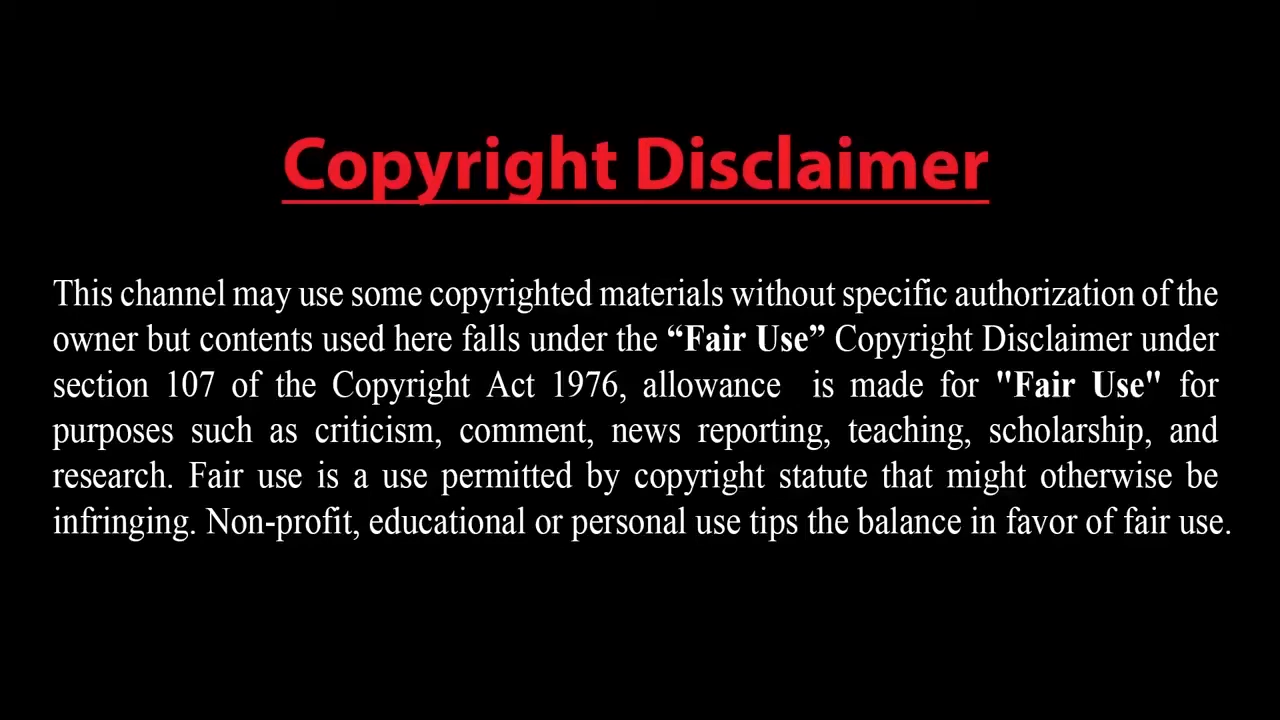 Copyright Disclaimer
This channel may use some copyrighted materials without specific authorization of the
owner but contents used here falls under the “Fair Use” Copyright Disclaimer under
section 107 of the Copyright Act 1976, allowance  is made for "Fair Use" for
purposes such as criticism, comment, news reporting, teaching, scholarship, and
research. Fair use is a use permitted by copyright statute that might otherwise be
infringing. Non-profit, educational or personal use tips the balance in favor of fair use.